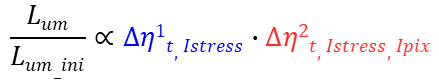 L_um / L_um_ini ∝ Δη¹_t, Istress · Δη²_t, Istress, Ipix